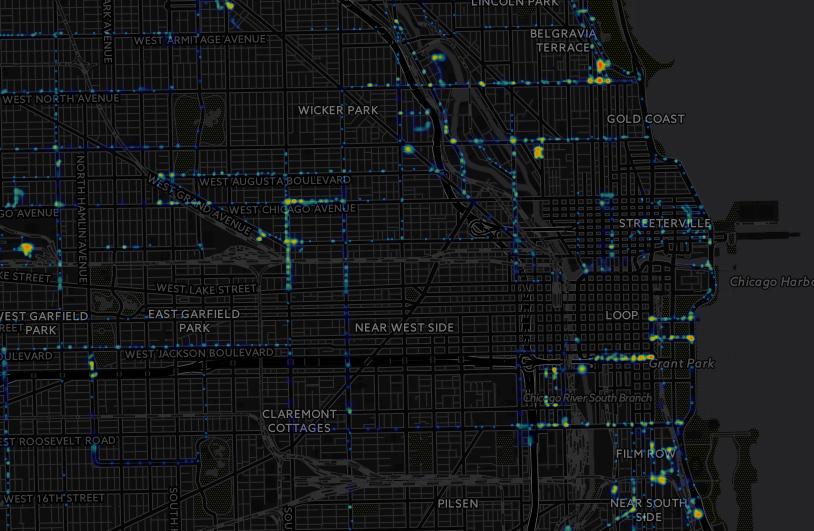 LINCOLN PARK
WEST ARMITAGE AVENUE
BELGRAVIA
TERRACE
WEST NORTH AVENUE
WICKER PARK
GOLD COAST
NORTH HAMLIN AVENUE
WEST AUGUSTA BOULEVARD
WEST GRAND AVENUE
WEST CHICAGO AVENUE
GO AVENUE
STREETERVILLE
KE STREET
WEST LAKE STREET
Chicago Harbo
WEST GARFIELD
PARK
EAST GARFIELD
PARK
REET
NEAR WEST SIDE
LOOP
OULEVARD
WEST JACKSON BOULEVARD
Grant Park
Chicago River South Branch
CLAREMONT
COTTAGES
EST ROOSEVELT ROAD
FILM ROW
WEST 16TH STREET
SOUTH
SOU
PILSEN
NEAR SOUTH
SIDE